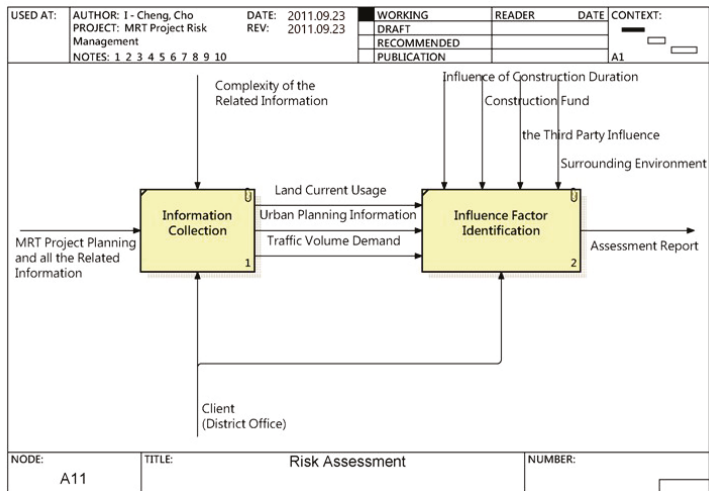 USED AT:
AUTHOR: I - Cheng, Cho
DATE: 2011.09.23
PROJECT: MRT Project Risk
Management
REV: 2011.09.23
NOTES: 1 2 3 4 5 6 7 8 9 10
WORKING
DRAFT
RECOMMENDED
PUBLICATION
READER
DATE
CONTEXT:
A1
Complexity of the
Related Information
Influence of Construction Duration
Construction Fund
the Third Party Influence
Surrounding Environment
MRT Project Planning
and all the Related
Information
Information
Collection
1
Land Current Usage
Urban Planning Information
Traffic Volume Demand
Influence Factor
Identification
2
Assessment Report
Client
(District Office)
NODE:
A11
TITLE:
Risk Assessment
NUMBER: